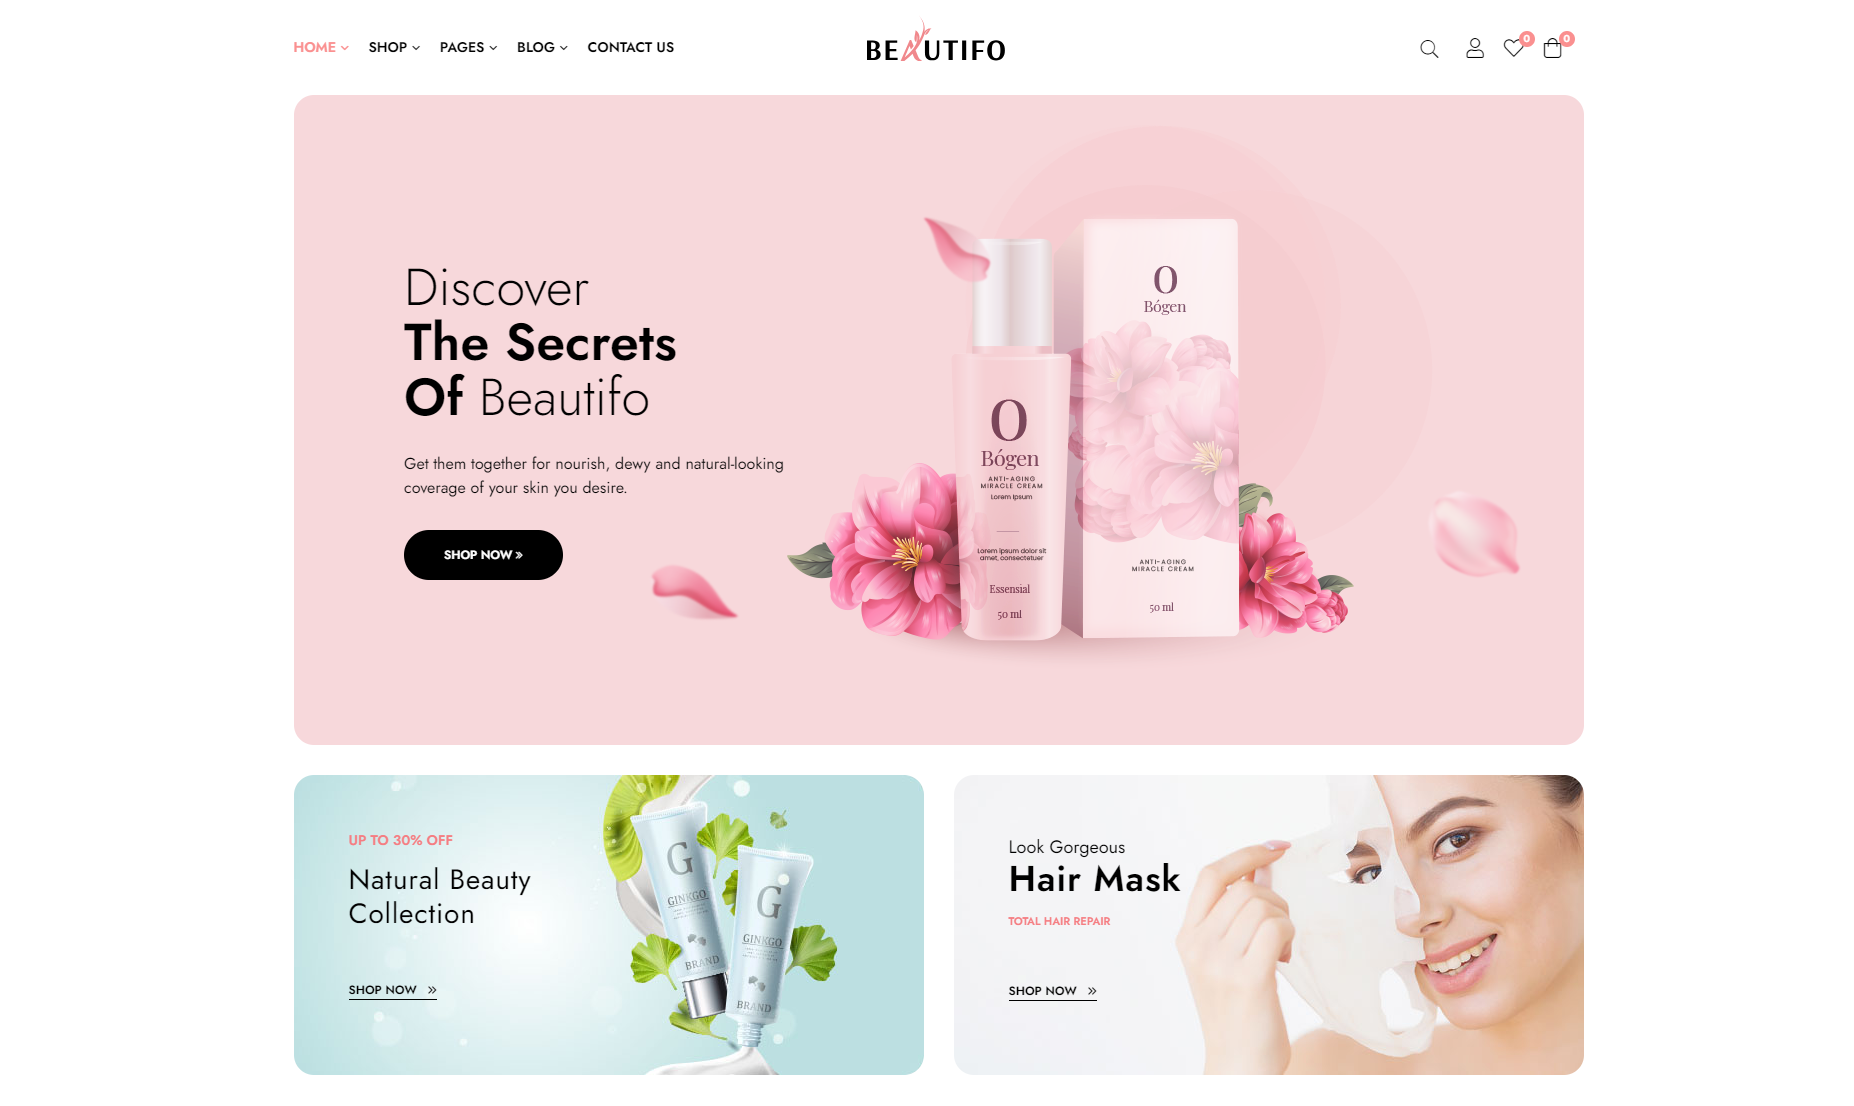 HOME
SHOP
PAGES
BLOG
CONTACT US
BEAUTIFO
0
0
Discover
The Secrets
Of Beautifo
Get them together for nourish, dewy and natural-looking
coverage of your skin you desire.
SHOP NOW »
O
Bógen
ANTI-AGING
MIRACLE CREAM
Lorem Ipsum
Lorem ipsum dolor sit
amet, consectetuer
Essensial
50 ml
O
Bógen
ANTI-AGING
MIRACLE CREAM
50 ml
UP TO 30% OFF
Natural Beauty
Collection
SHOP NOW »
G
GINKGO
BRAND
G
GINKGO
BRAND
Look Gorgeous
Hair Mask
TOTAL HAIR REPAIR
SHOP NOW »